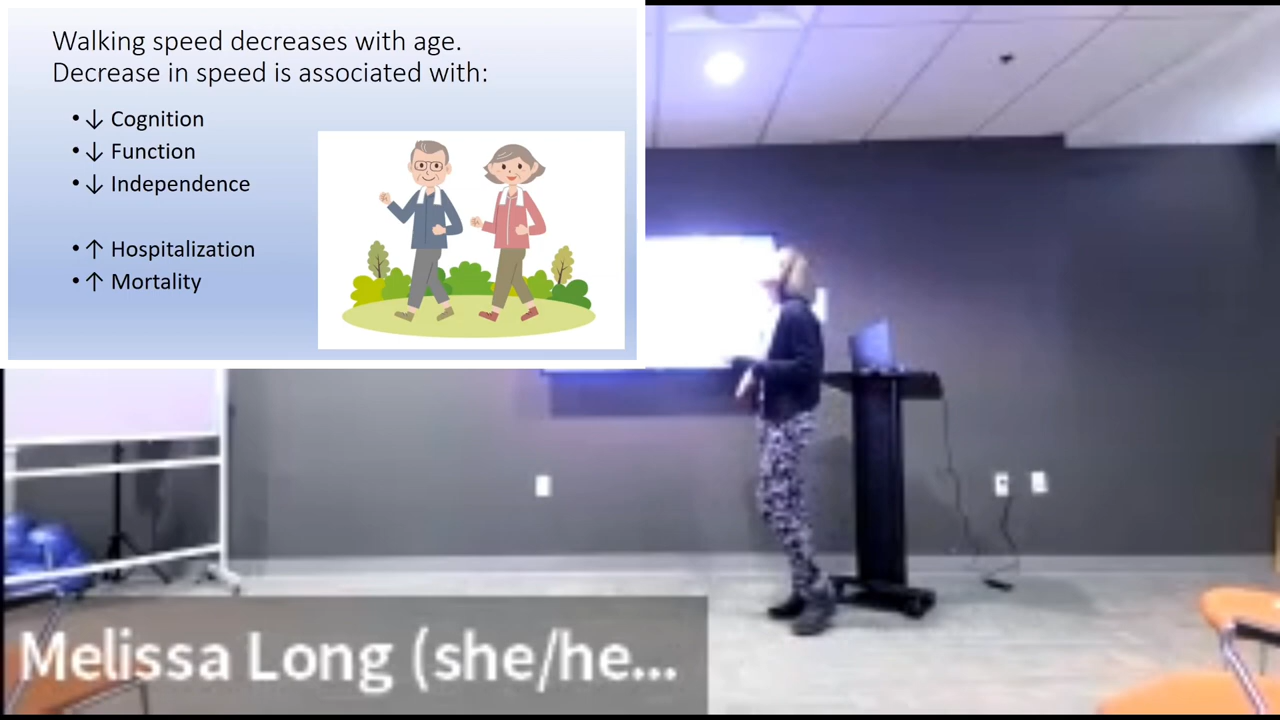 Walking speed decreases with age.
Decrease in speed is associated with:
• ↓ Cognition
• ↓ Function
• ↓ Independence
• ↑ Hospitalization
• ↑ Mortality
Melissa Long (she/he...